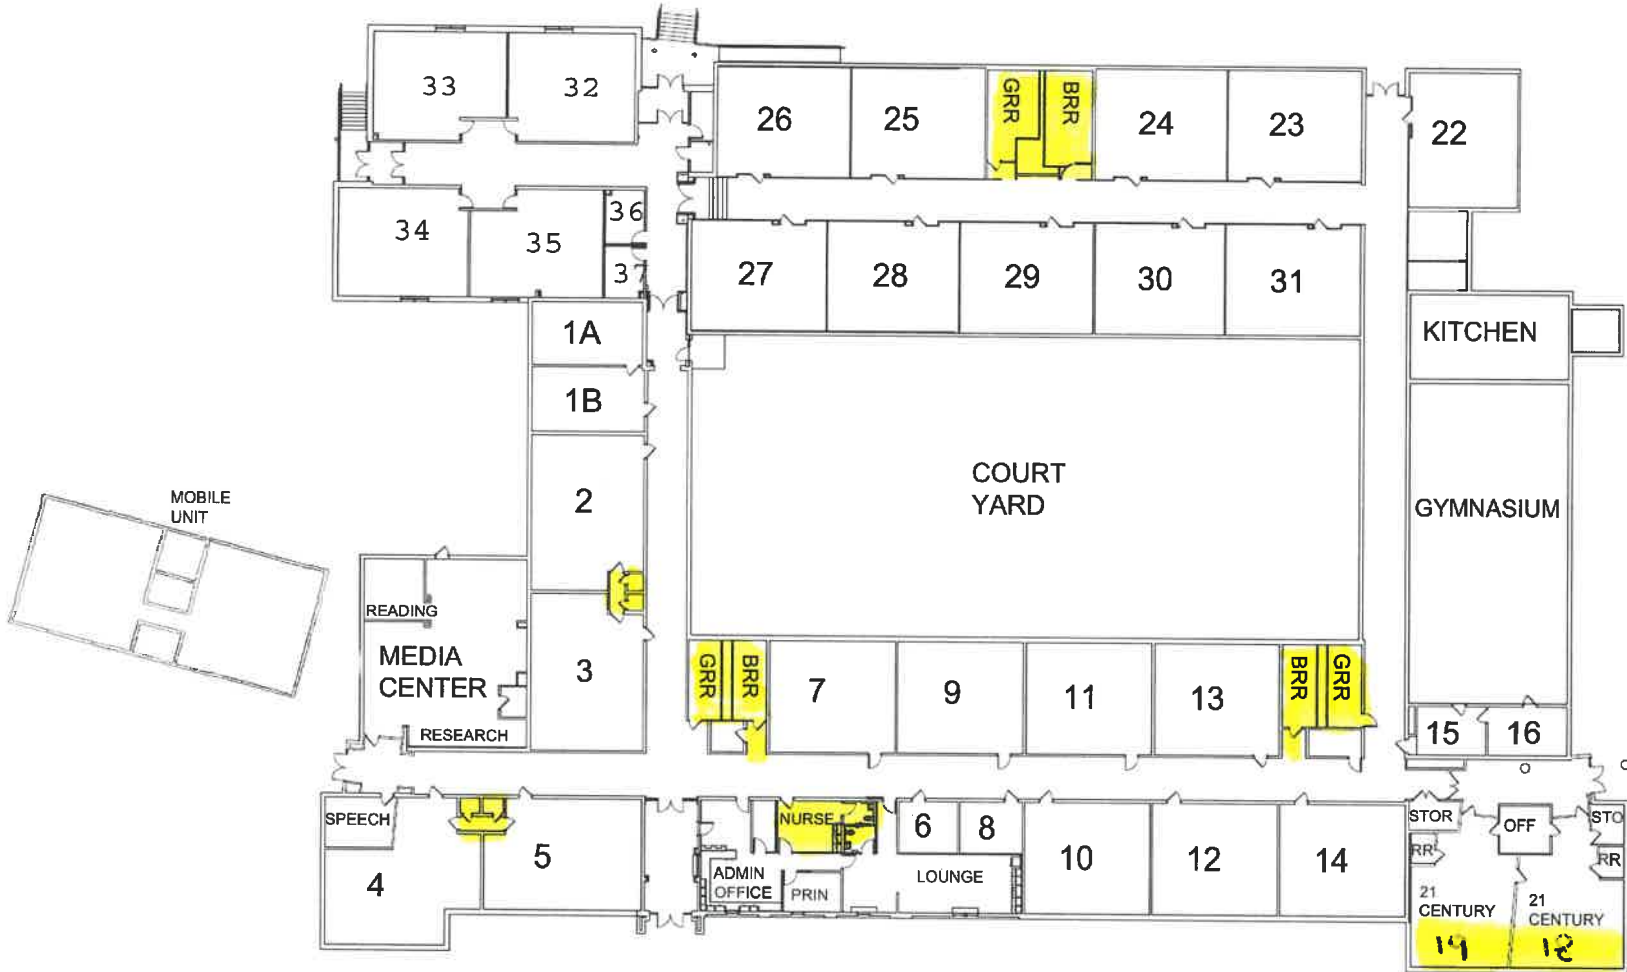 33
32
26
25
GRR
BRR
24
23
22
34
35
36
37
27
28
29
30
31
1A
1B
KITCHEN
2
COURT
YARD
GYMNASIUM
MOBILE
UNIT
READING
MEDIA
CENTER
RESEARCH
3
GRR
BRR
7
9
11
13
BRR
GRR
15
16
SPEECH
4
5
NURSE
ADMIN
OFFICE
PRIN
6
8
LOUNGE
10
12
14
STOR
OFF
STO
RR
RR
21
CENTURY
19
21
CENTURY
18